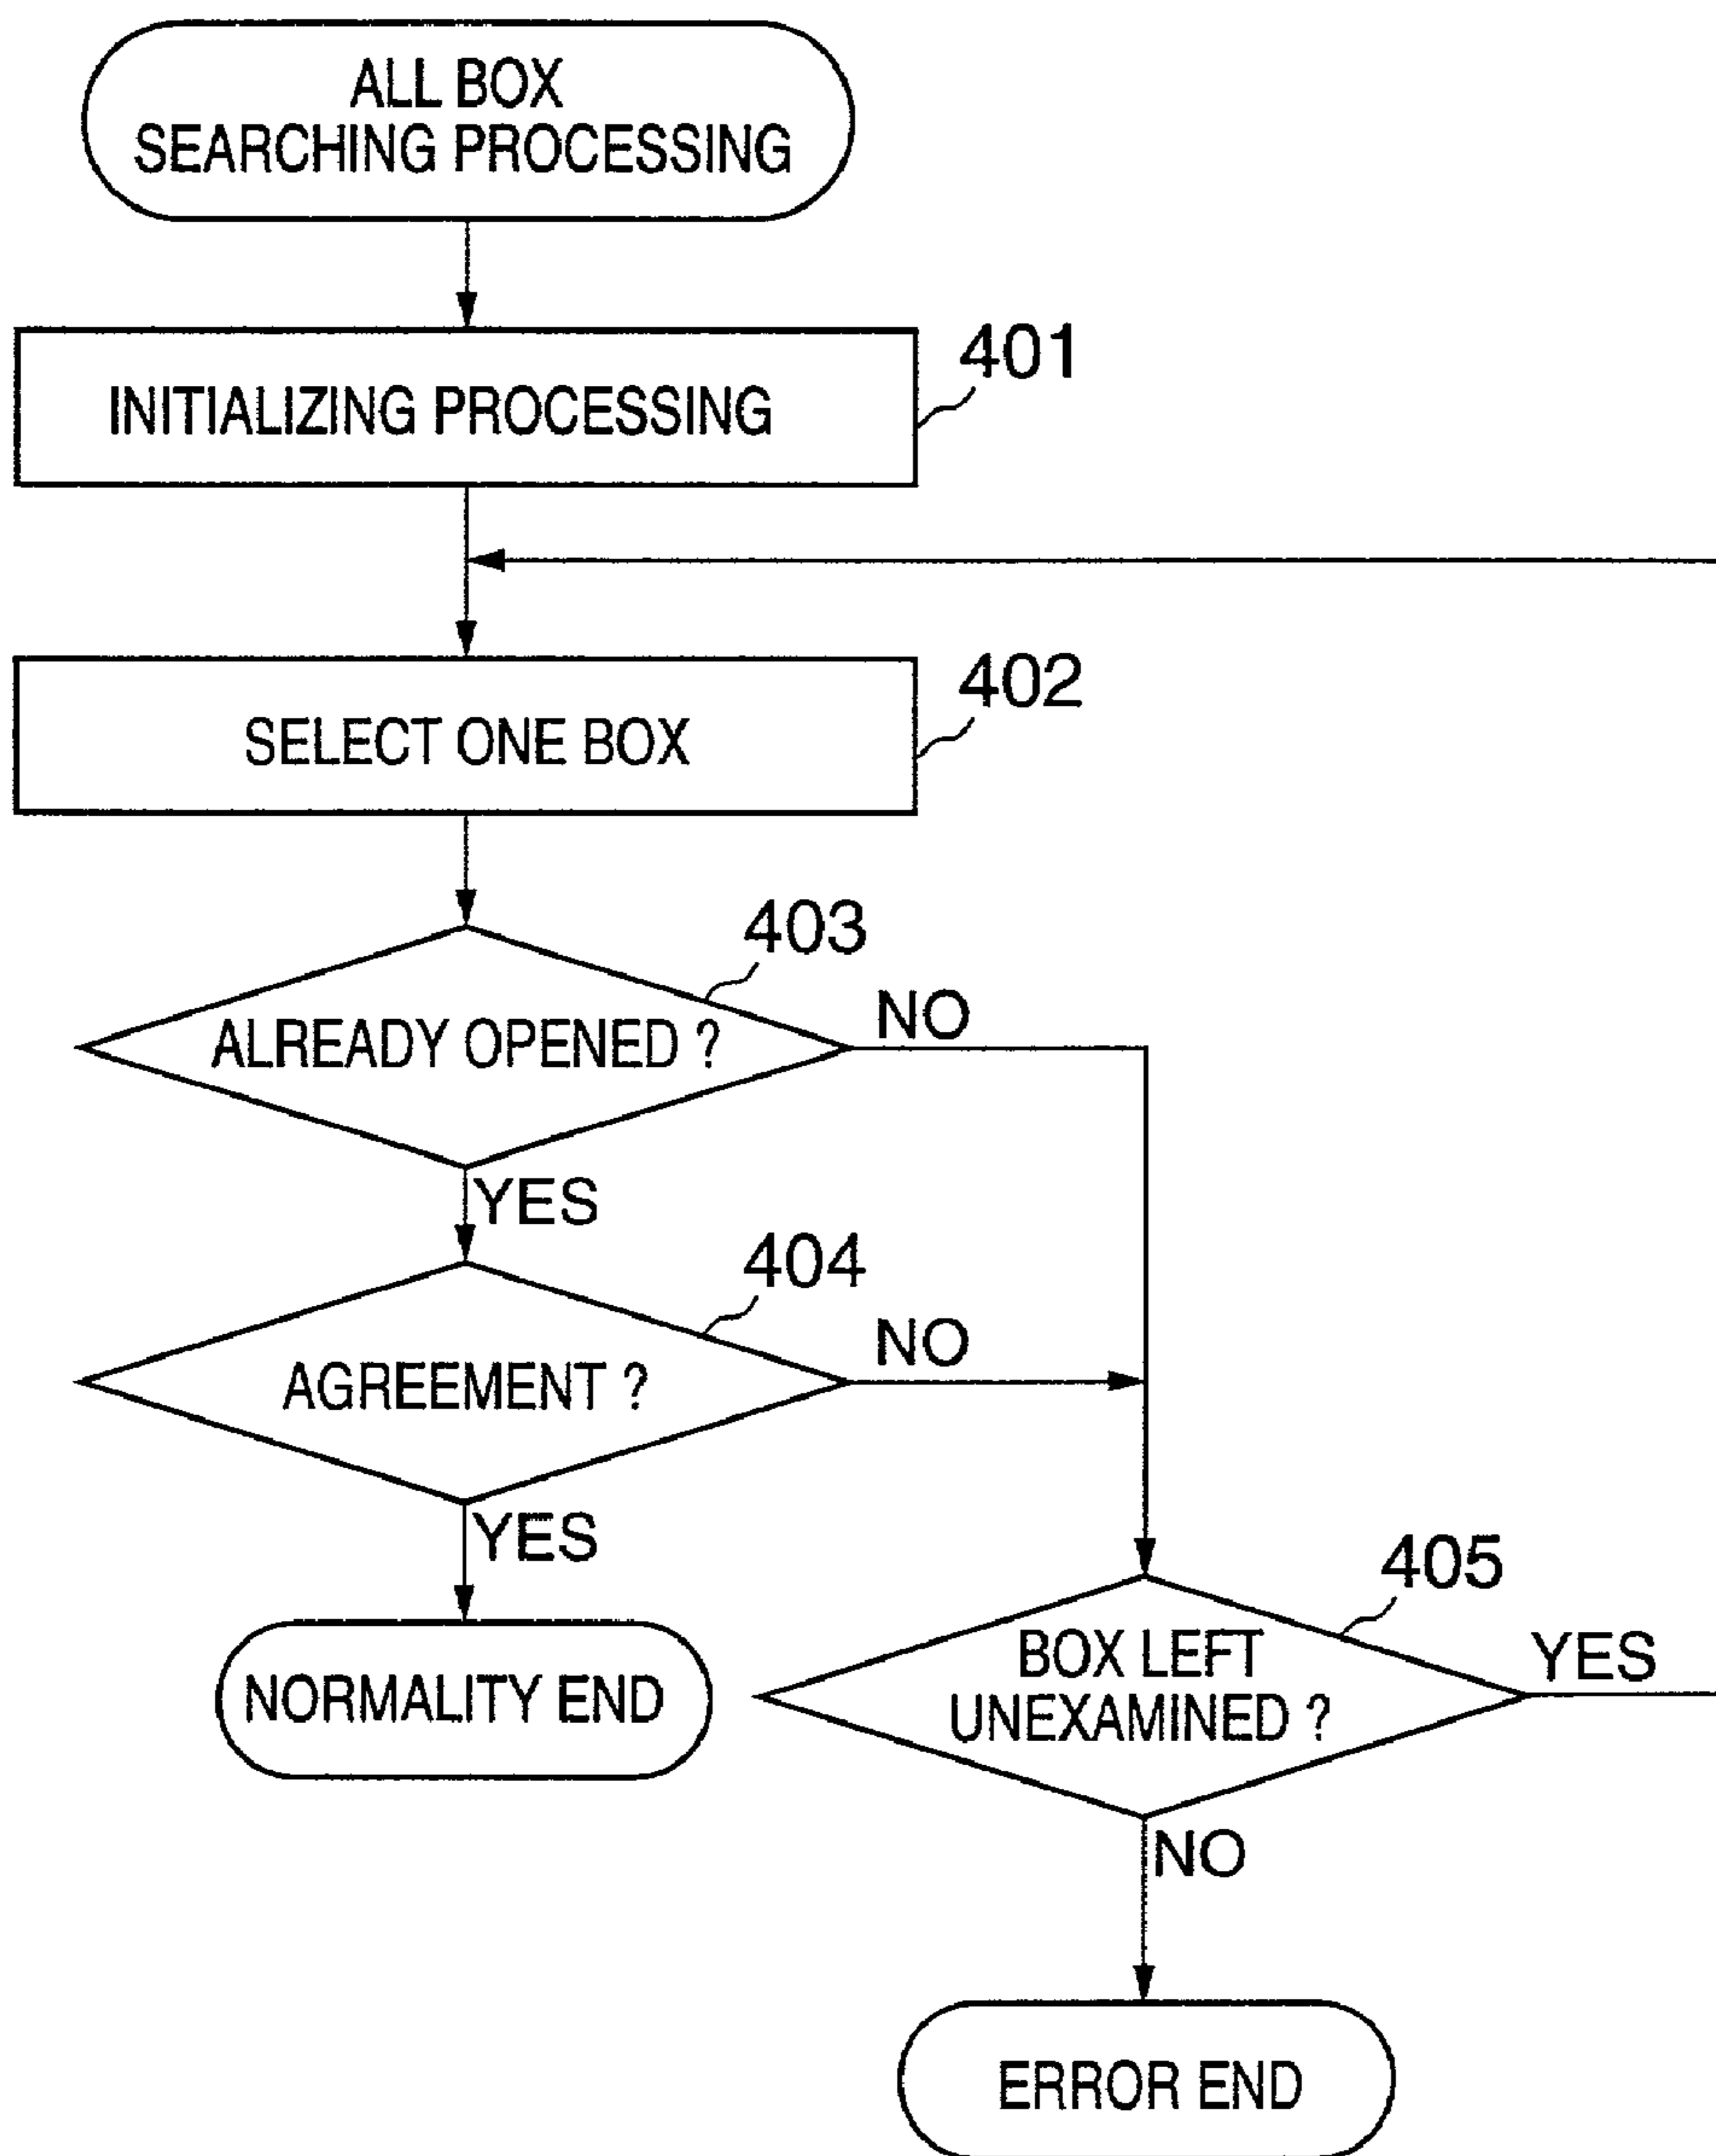 ALL BOX
SEARCHING PROCESSING
401
INITIALIZING PROCESSING
402
SELECT ONE BOX
403
ALREADY OPENED ?
NO
YES
404
AGREEMENT ?
NO
YES
NORMALITY END
405
BOX LEFT
UNEXAMINED ?
YES
NO
ERROR END